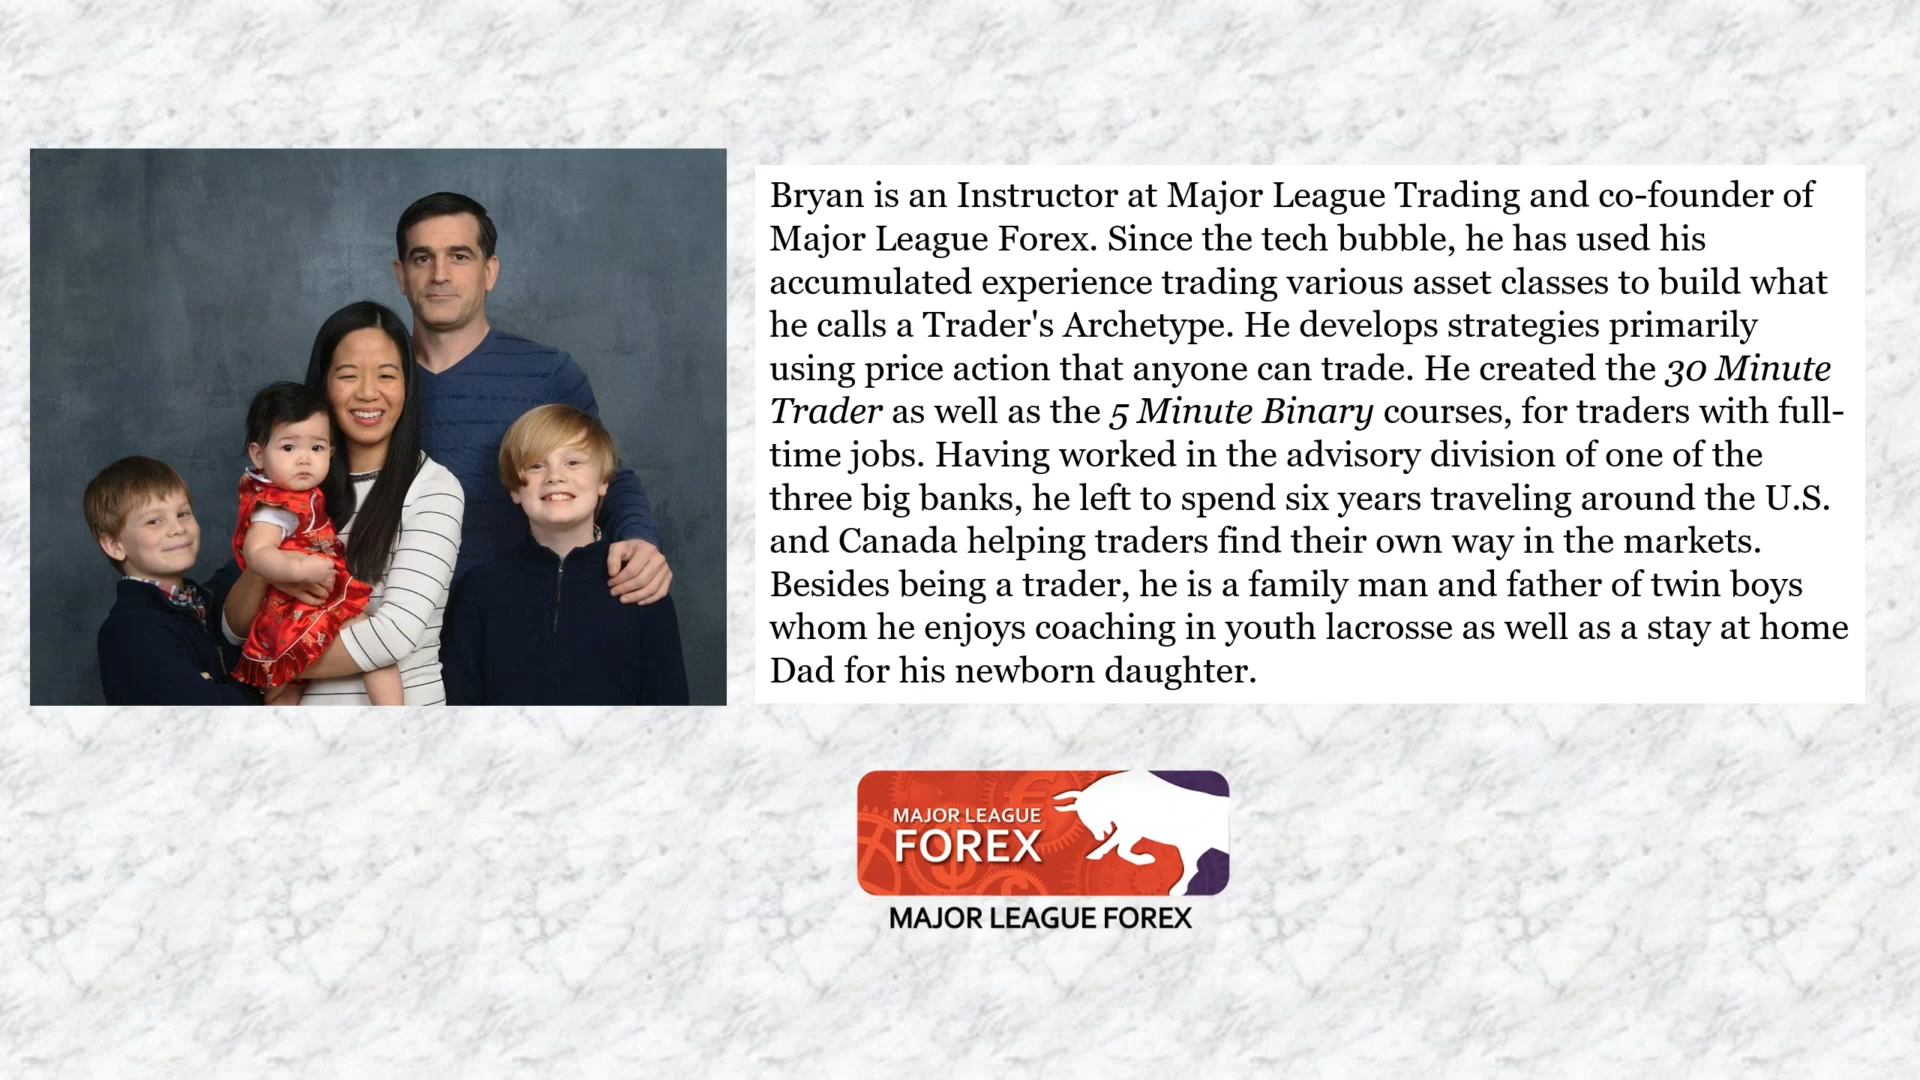 Bryan is an Instructor at Major League Trading and co-founder of
Major League Forex. Since the tech bubble, he has used his
accumulated experience trading various asset classes to build what
he calls a Trader's Archetype. He develops strategies primarily
using price action that anyone can trade. He created the 30 Minute
Trader as well as the 5 Minute Binary courses, for traders with full-
time jobs. Having worked in the advisory division of one of the
three big banks, he left to spend six years traveling around the U.S.
and Canada helping traders find their own way in the markets.
Besides being a trader, he is a family man and father of twin boys
whom he enjoys coaching in youth lacrosse as well as a stay at home
Dad for his newborn daughter.
MAJOR LEAGUE
FOREX
MAJOR LEAGUE FOREX